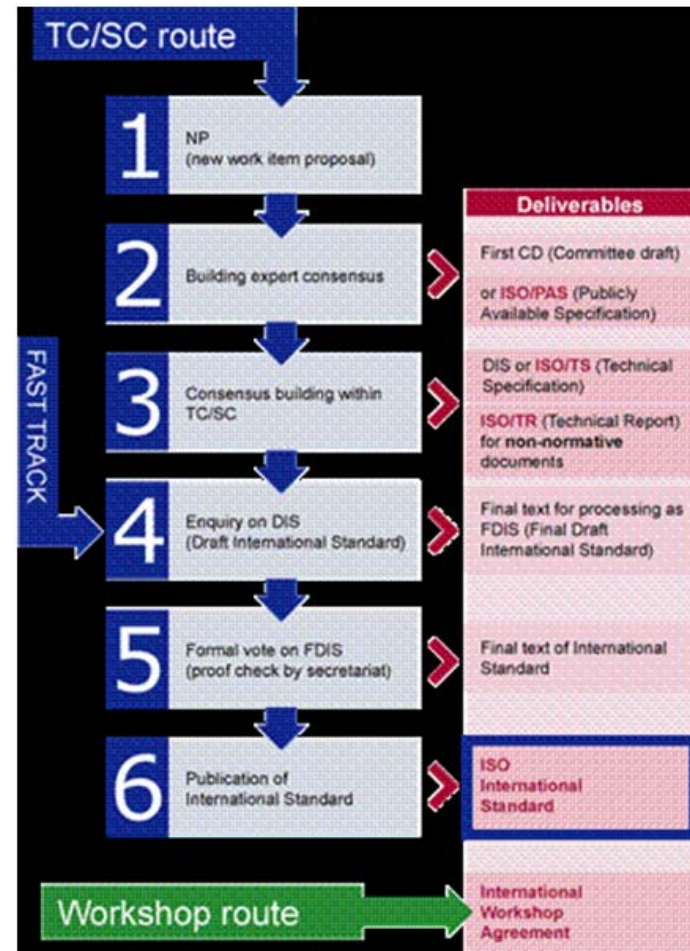 TC/SC route
1
NP
(new work item proposal)
Deliverables
2
Building expert consensus
First CD (Committee draft)
or ISO/PAS (Publicly
Available Specification)
FAST TRACK
3
Consensus building within
TC/SC
DIS or ISO/TS (Technical
Specification)
ISO/TR (Technical Report)
for non-normative
documents
4
Enquiry on DIS
(Draft International Standard)
Final text for processing as
FDIS (Final Draft
International Standard)
5
Formal vote on FDIS
(proof check by secretariat)
Final text of International
Standard
6
Publication of
International Standard
ISO
International
Standard
Workshop route
International
Workshop
Agreement